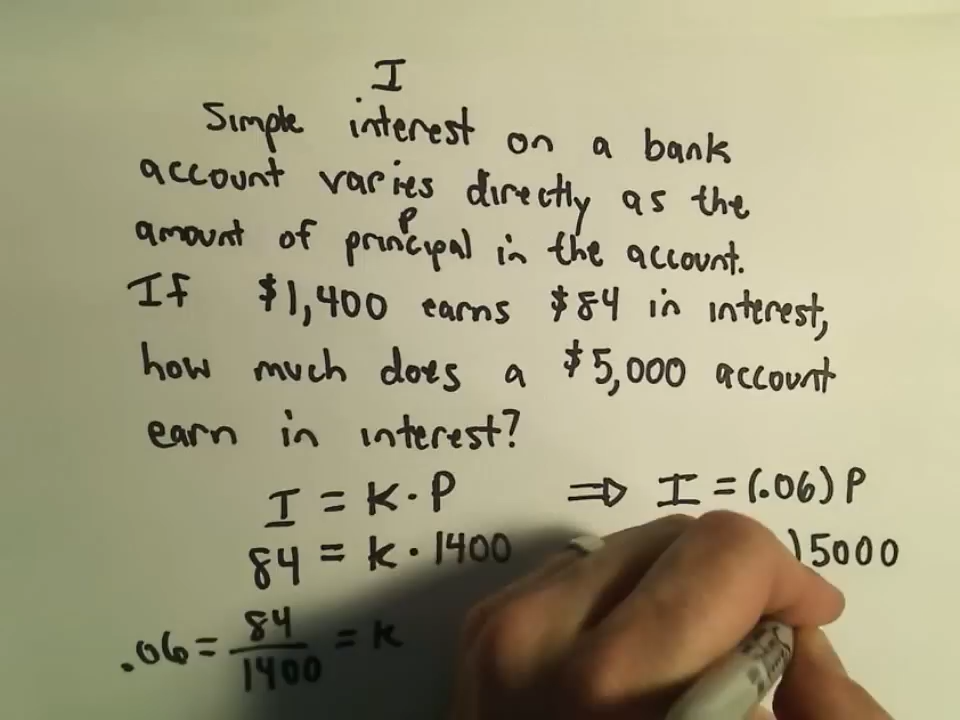 I
Simple interest on a bank
account varies directly as the
P
amount of principal in the account.
If $1,400 earns $84 in interest,
how much does a $5,000 account
earn in interest?
I = K · P ⇒ I = (.06) P
84 = K · 1400 )5000
.06 = 84/1400 = K